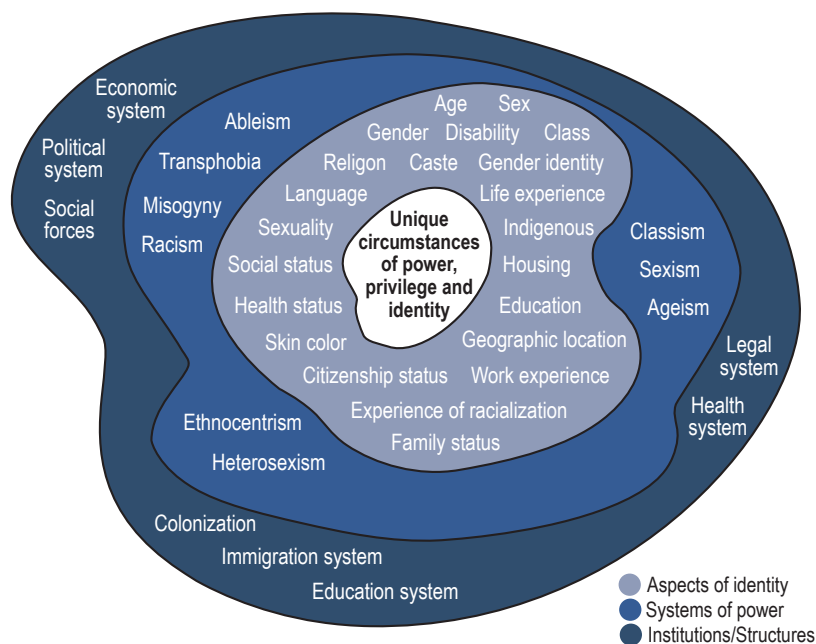 Economic
system
Political
system
Social
forces
Ableism
Transphobia
Misogyny
Racism
Age Sex
Gender Disability Class
Religon Caste Gender identity
Language Life experience
Sexuality Indigenous
Social status Housing
Health status Education
Skin color Geographic location
Citizenship status Work experience
Experience of racialization
Family status
Unique
circumstances
of power,
privilege and
identity
Classism
Sexism
Ageism
Legal
system
Health
system
Ethnocentrism
Heterosexism
Colonization
Immigration system
Education system
Aspects of identity
Systems of power
Institutions/Structures